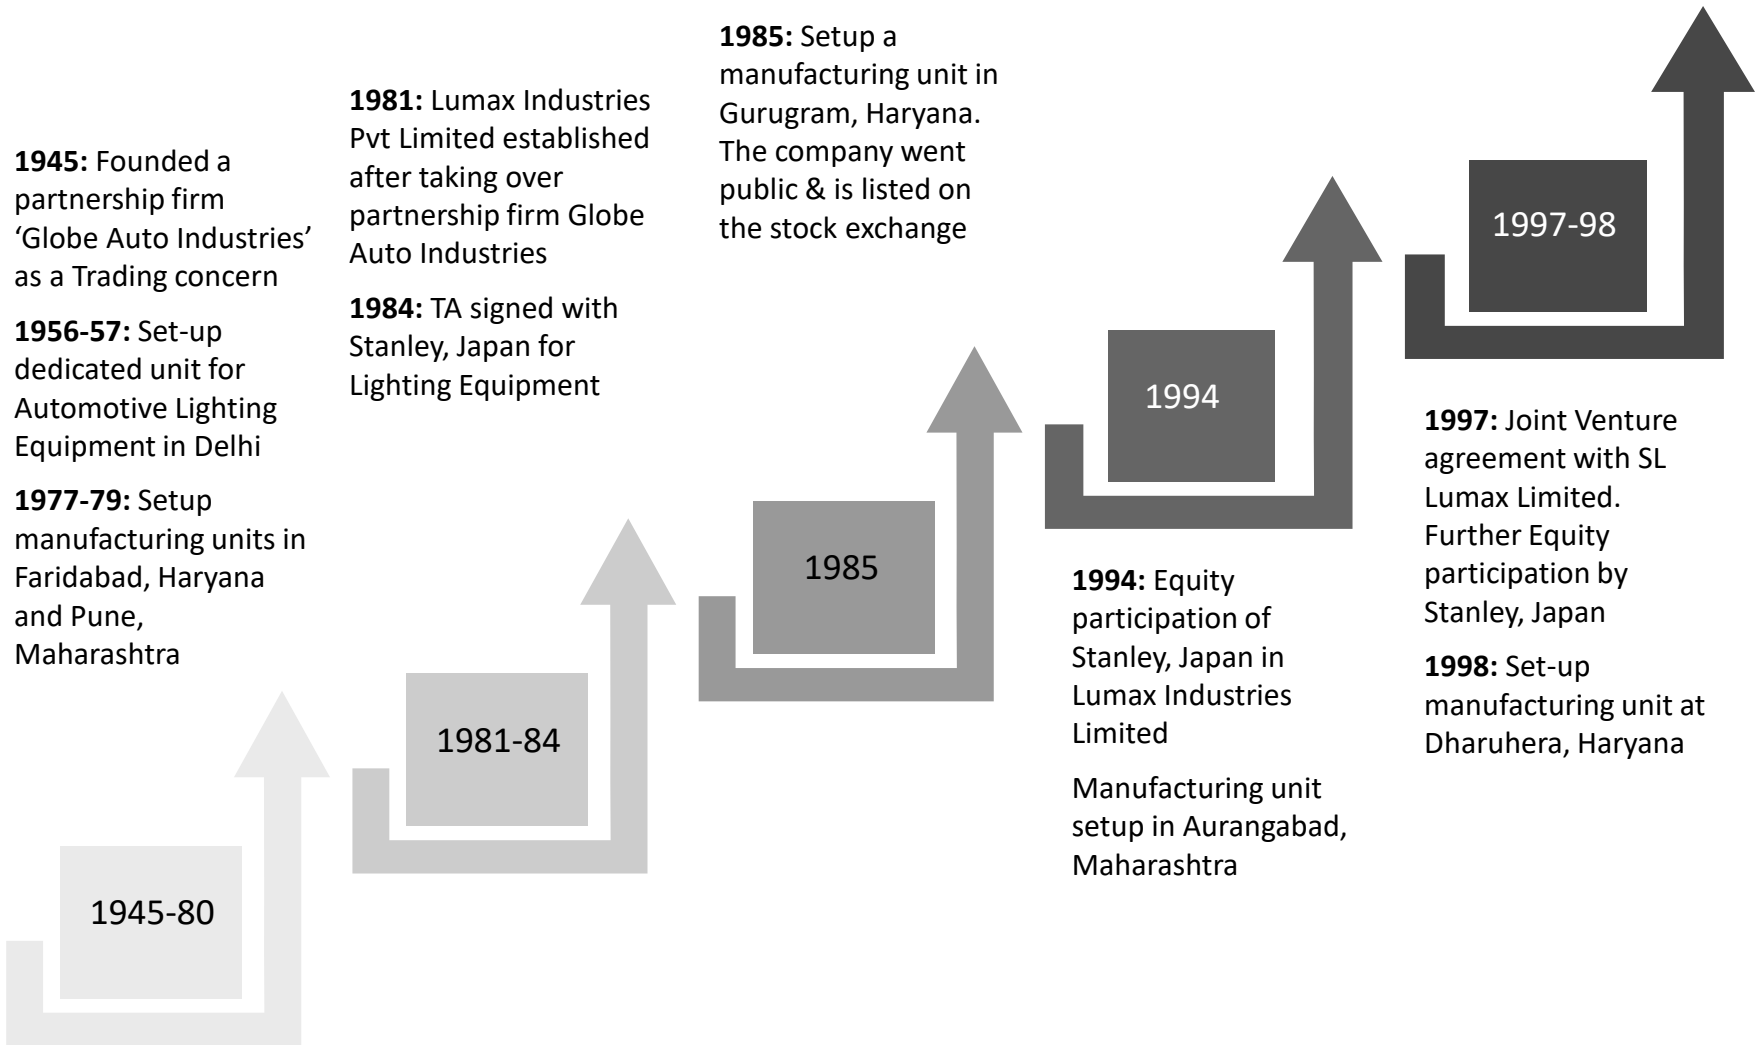 1945: Founded a
partnership firm
‘Globe Auto Industries’
as a Trading concern
1956-57: Set-up
dedicated unit for
Automotive Lighting
Equipment in Delhi
1977-79: Setup
manufacturing units in
Faridabad, Haryana
and Pune,
Maharashtra
1945-80
1981: Lumax Industries
Pvt Limited established
after taking over
partnership firm Globe
Auto Industries
1984: TA signed with
Stanley, Japan for
Lighting Equipment
1981-84
1985: Setup a
manufacturing unit in
Gurugram, Haryana.
The company went
public & is listed on
the stock exchange
1985
1994
1994: Equity
participation of
Stanley, Japan in
Lumax Industries
Limited
Manufacturing unit
setup in Aurangabad,
Maharashtra
1997-98
1997: Joint Venture
agreement with SL
Lumax Limited.
Further Equity
participation by
Stanley, Japan
1998: Set-up
manufacturing unit at
Dharuhera, Haryana